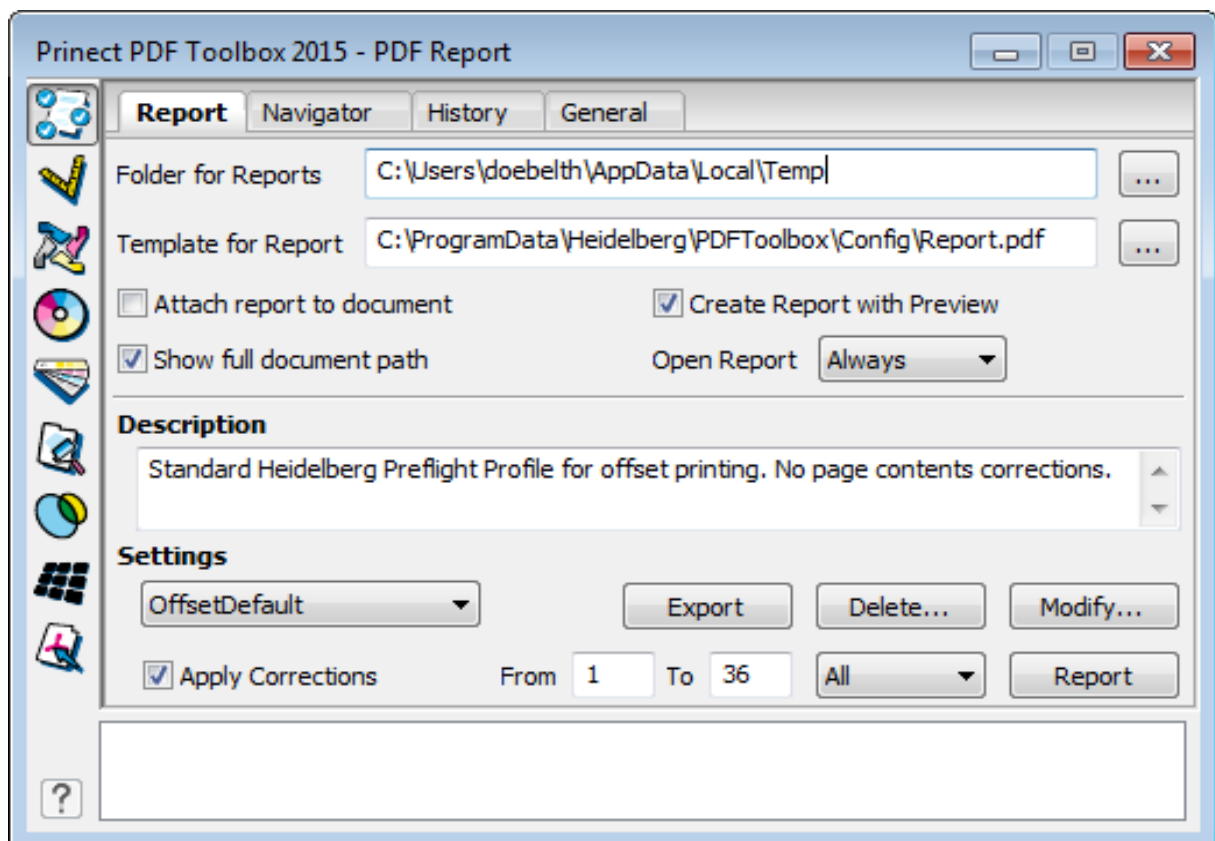 Prinect PDF Toolbox 2015 - PDF Report
Report Navigator History General
Folder for Reports C:\Users\doebelth\AppData\Local\Temp ...
Template for Report C:\ProgramData\Heidelberg\PDFToolbox\Config\Report.pdf ...
Attach report to document Create Report with Preview
Show full document path Open Report Always
Description
Standard Heidelberg Preflight Profile for offset printing. No page contents corrections.
Settings
OffsetDefault Export Delete... Modify...
Apply Corrections From 1 To 36 All Report
?